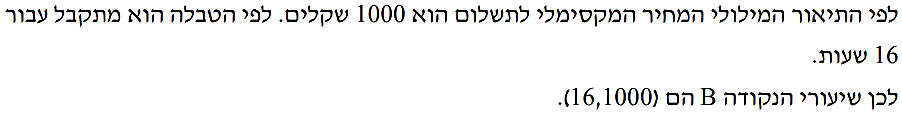 לפי התיאור המילולי המחיר המקסימלי לתשלום הוא 1000 שקלים. לפי הטבלה הוא מתקבל עבור
16 שעות.
לכן שיעורי הנקודה B הם (16,1000).